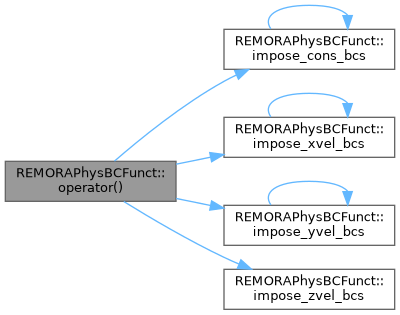 REMORAPhysBCFunct::
impose_cons_bcs
REMORAPhysBCFunct::
impose_xvel_bcs
REMORAPhysBCFunct::
operator()
REMORAPhysBCFunct::
impose_yvel_bcs
REMORAPhysBCFunct::
impose_zvel_bcs